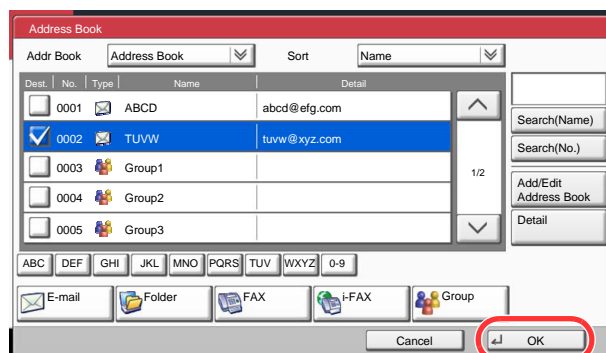 Address Book
Addr Book Address Book Sort Name
Dest. No. Type Name Detail
0001 ABCD abcd@efg.com
0002 TUVW tuvw@xyz.com
0003 Group1
0004 Group2
0005 Group3
1/2
Search(Name)
Search(No.)
Add/Edit
Address Book
Detail
ABC DEF GHI JKL MNO PQRS TUV WXYZ 0-9
E-mail Folder FAX i-FAX Group
Cancel OK